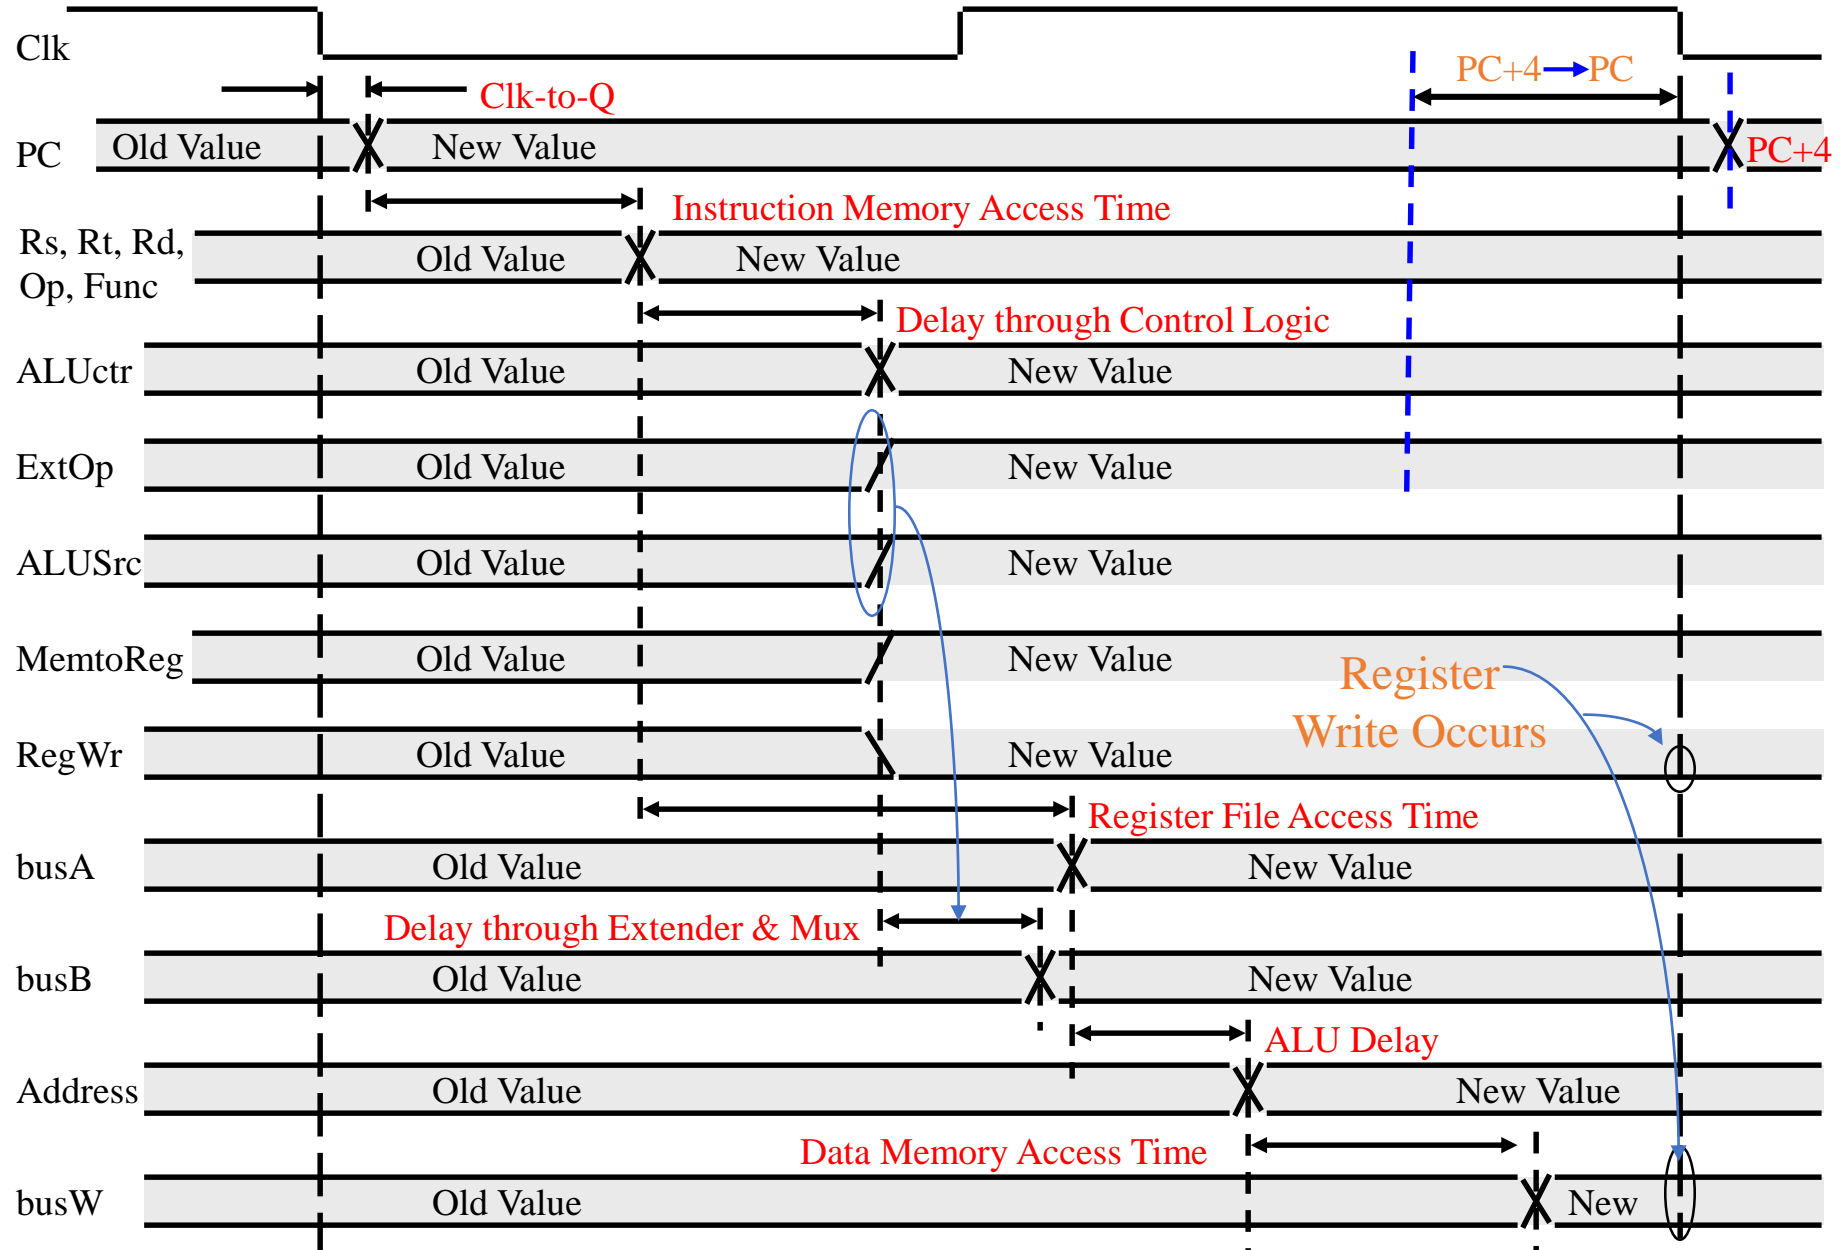 Clk
PC+4 PC
Clk-to-Q
PC Old Value New Value PC+4
Instruction Memory Access Time
Rs, Rt, Rd,
Op, Func
Old Value New Value
Delay through Control Logic
ALUctr Old Value New Value
ExtOp Old Value New Value
ALUSrc Old Value New Value
MemtoReg Old Value New Value
Register
Write Occurs
RegWr Old Value New Value
Register File Access Time
busA Old Value New Value
Delay through Extender & Mux
busB Old Value New Value
ALU Delay
Address Old Value New Value
Data Memory Access Time
busW Old Value New